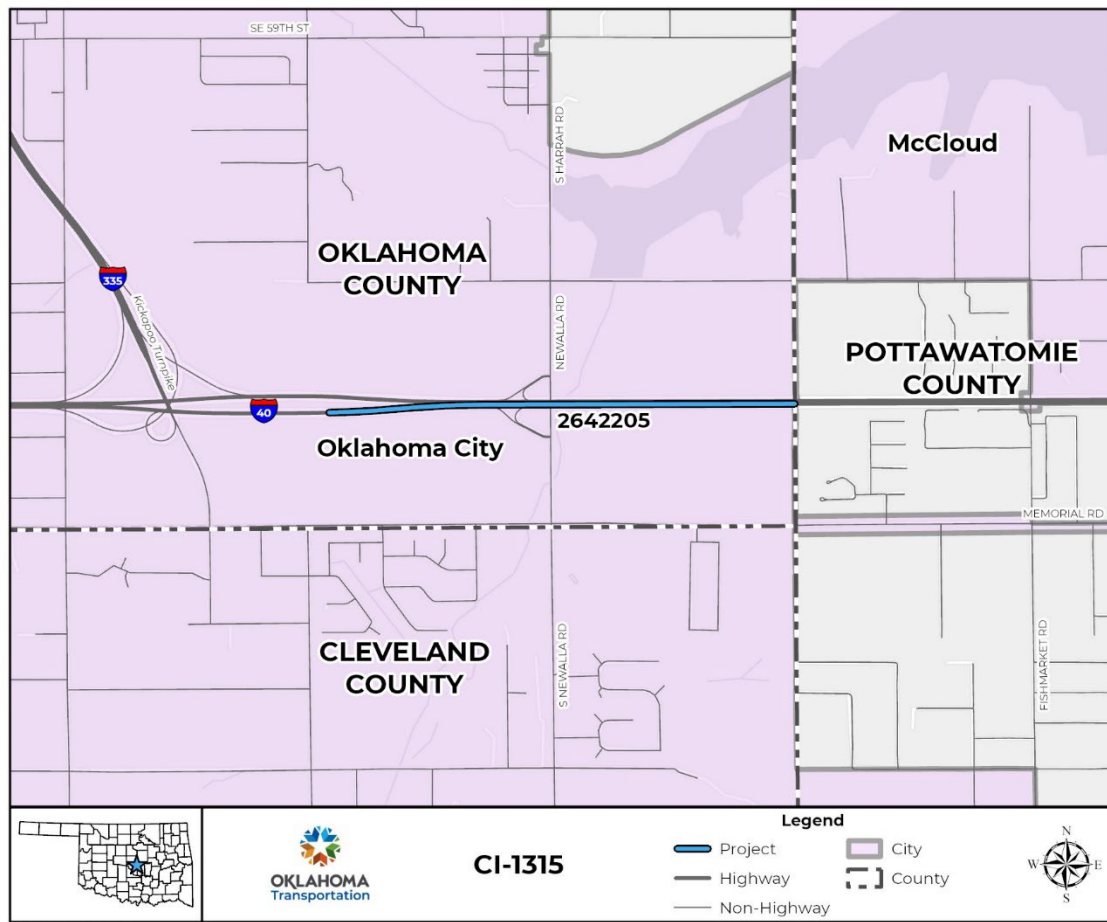 SE 59TH ST
S HARRAH RD
McCloud
OKLAHOMA
COUNTY
335
Kickapoo Turnpike
NEWALLA RD
POTTAWATOMIE
COUNTY
40
2642205
Oklahoma City
MEMORIAL RD
CLEVELAND
COUNTY
S NEWALLA RD
FISHMARKET RD
OKLAHOMA
Transportation
CI-1315
Legend
Project
City
Highway
County
Non-Highway
N
W
E
S